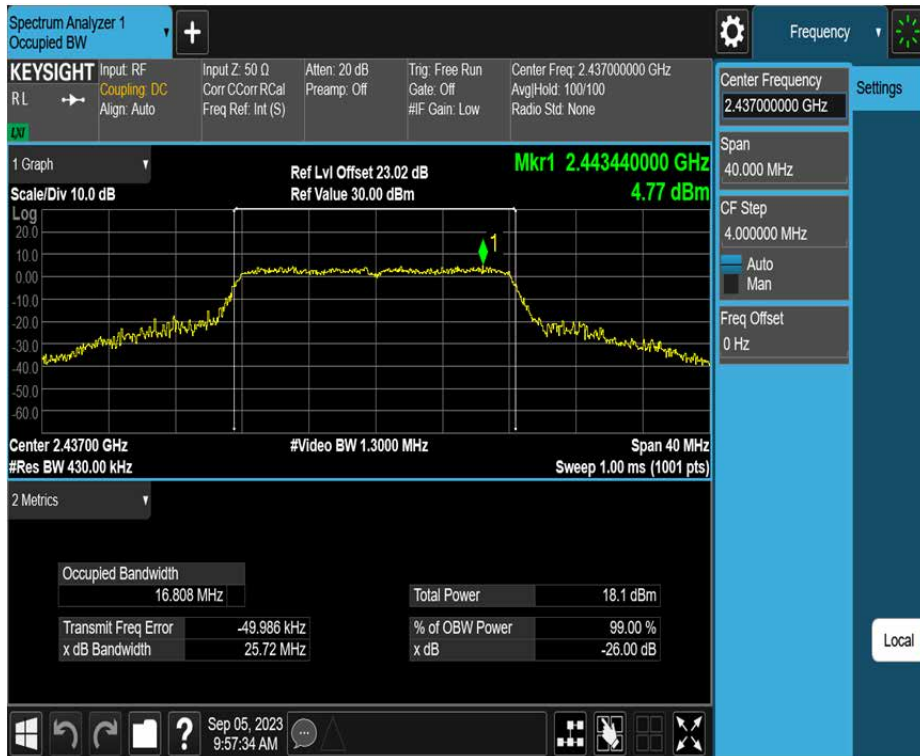 Spectrum Analyzer 1
Occupied BW
Frequency
KEYSIGHT
R L
LXI
Input: RF
Coupling: DC
Align: Auto
Input Z: 50 Ω
Corr CCorr RCal
Freq Ref: Int (S)
Atten: 20 dB
Preamp: Off
Trig: Free Run
Gate: Off
#IF Gain: Low
Center Freq: 2.437000000 GHz
Avg|Hold: 100/100
Radio Std: None
Center Frequency
2.437000000 GHz
Settings
Span
40.000 MHz
CF Step
4.000000 MHz
Auto
Man
Freq Offset
0 Hz
Local
1 Graph
Scale/Div 10.0 dB
Ref Lvl Offset 23.02 dB
Ref Value 30.00 dBm
Mkr1 2.443440000 GHz
4.77 dBm
Log
20.0
10.0
0.00
-10.0
-20.0
-30.0
-40.0
-50.0
-60.0
1
Center 2.43700 GHz
#Video BW 1.3000 MHz
Span 40 MHz
#Res BW 430.00 kHz
Sweep 1.00 ms (1001 pts)
2 Metrics
Occupied Bandwidth
16.808 MHz
Total Power 18.1 dBm
Transmit Freq Error -49.986 kHz
% of OBW Power 99.00 %
x dB Bandwidth 25.72 MHz
x dB -26.00 dB
?
Sep 05, 2023
9:57:34 AM